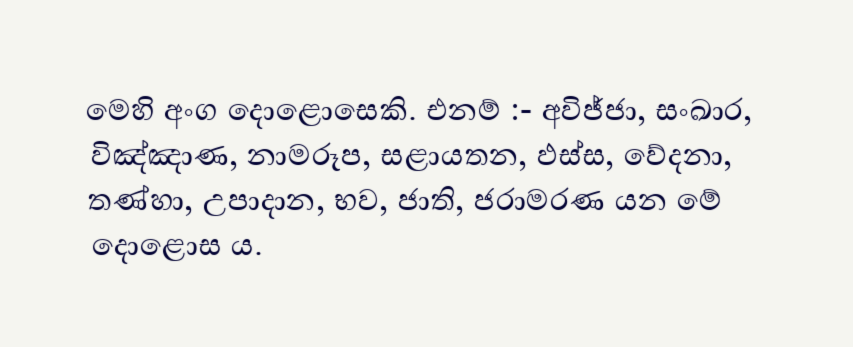 මෙහි අංග දොළොසෙකි. එනම් :- අවිජ්ජා, සංඛාර,
විඤ්ඤාණ, නාමරූප, සළායතන, ඵස්ස, වේදනා,
තණ්හා, උපාදාන, භව, ජාති, ජරාමරණ යන මේ
දොළොස ය.